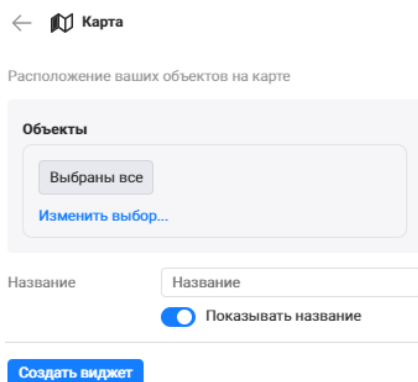 Карта
Расположение ваших объектов на карте
Объекты
Выбраны все
Изменить выбор...
Название
Название
Показывать название
Создать виджет